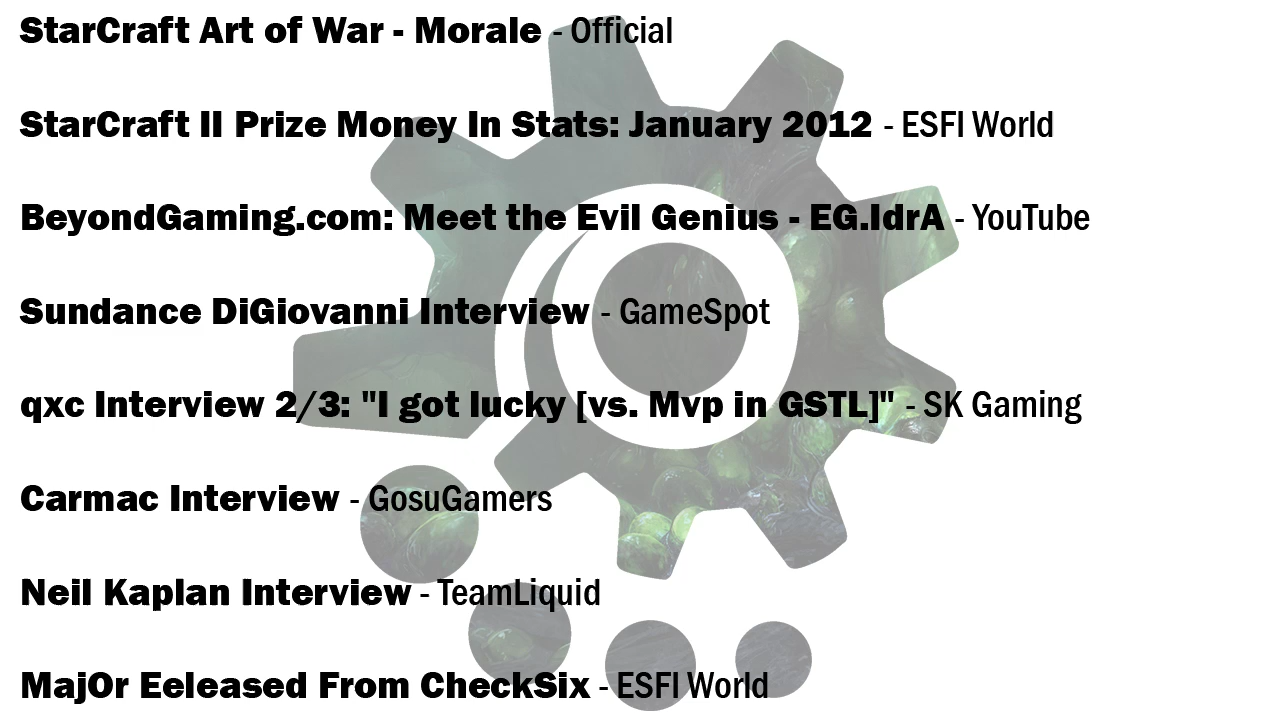 StarCraft Art of War - Morale - Official
StarCraft II Prize Money In Stats: January 2012 - ESFI World
BeyondGaming.com: Meet the Evil Genius - EG.IdrA - YouTube
Sundance DiGiovanni Interview - GameSpot
qxc Interview 2/3: "I got lucky [vs. Mvp in GSTL]" - SK Gaming
Carmac Interview - GosuGamers
Neil Kaplan Interview - TeamLiquid
MajOr Eeleased From CheckSix - ESFI World